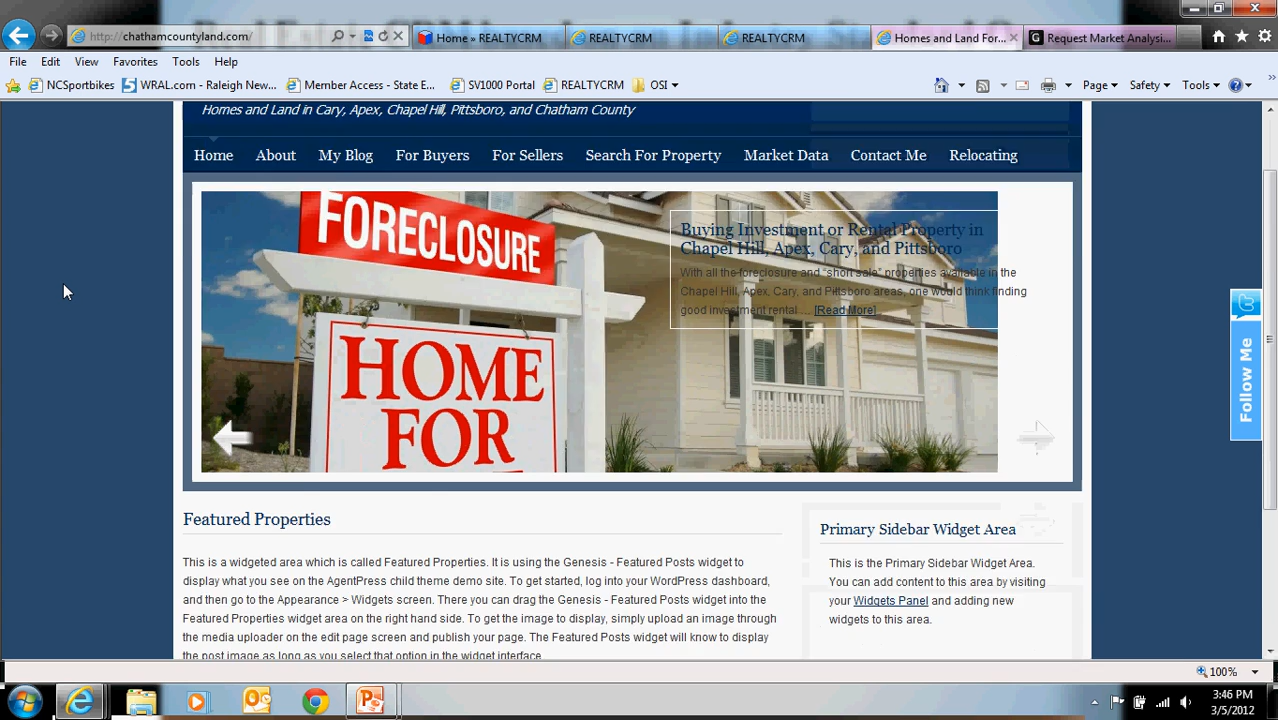 http://chathamcountyland.com/
Home » REALTYCRM
REALTYCRM
REALTYCRM
Homes and Land For...
Request Market Analysi...
File Edit View Favorites Tools Help
NCSportbikes
WRAL.com - Raleigh New...
Member Access - State E...
SV1000 Portal
REALTYCRM
OSI
Page
Safety
Tools
Homes and Land in Cary, Apex, Chapel Hill, Pittsboro, and Chatham County
Home About My Blog For Buyers For Sellers Search For Property Market Data Contact Me Relocating
FORECLOSURE
HOME
FOR
Buying Investment or Rental Property in
Chapel Hill, Apex, Cary, and Pittsboro
With all the foreclosure and “short sale” properties available in the
Chapel Hill, Apex, Cary, and Pittsboro areas, one would think finding
good investment rental ... [Read More]
Follow Me
Featured Properties
This is a widgeted area which is called Featured Properties. It is using the Genesis - Featured Posts widget to
display what you see on the AgentPress child theme demo site. To get started, log into your WordPress dashboard,
and then go to the Appearance > Widgets screen. There you can drag the Genesis - Featured Posts widget into the
Featured Properties widget area on the right hand side. To get the image to display, simply upload an image through
the media uploader on the edit page screen and publish your page. The Featured Posts widget will know to display
the post image as long as you select that option in the widget interface.
Primary Sidebar Widget Area
This is the Primary Sidebar Widget Area.
You can add content to this area by visiting
your Widgets Panel and adding new
widgets to this area.
100%
3:46 PM
3/5/2012